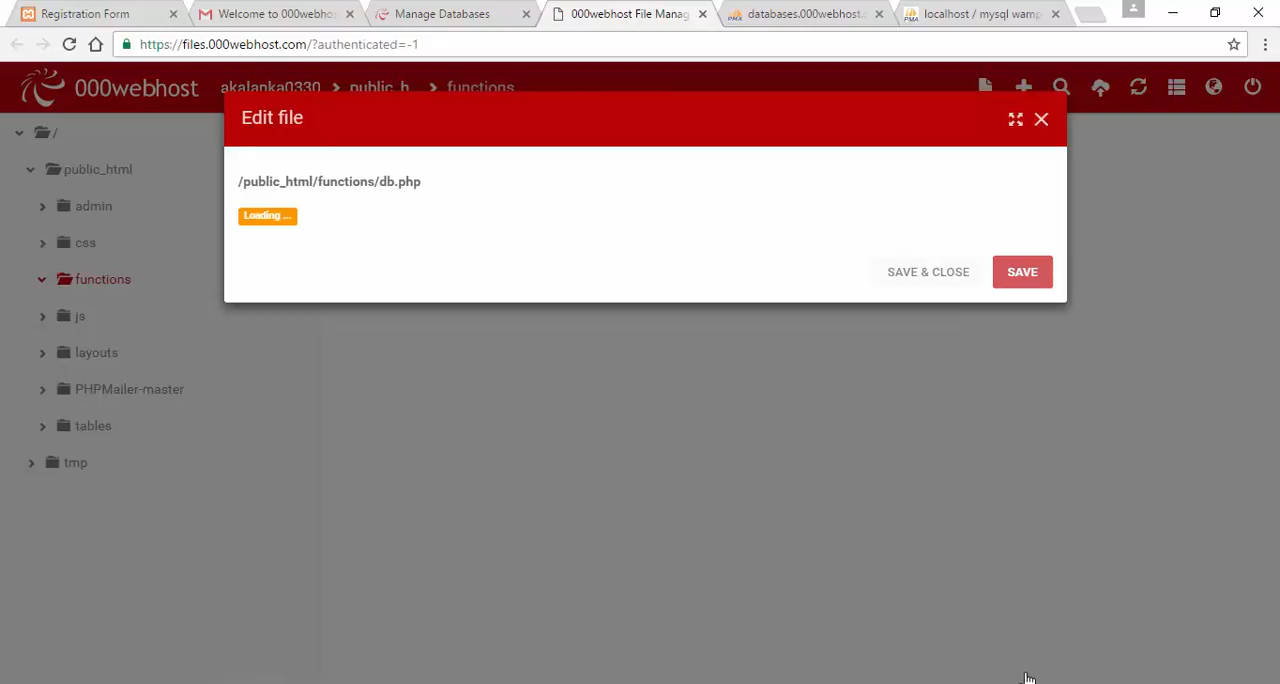 Registration Form
Welcome to 000webhos
Manage Databases
000webhost File Manag
databases.000webhost.
localhost / mysql wamp
https://files.000webhost.com/?authenticated=-1
000webhost
akalanka0330 > public_h > functions
Edit file
/public_html/functions/db.php
Loading ...
SAVE & CLOSE
SAVE
/
public_html
admin
css
functions
js
layouts
PHPMailer-master
tables
tmp